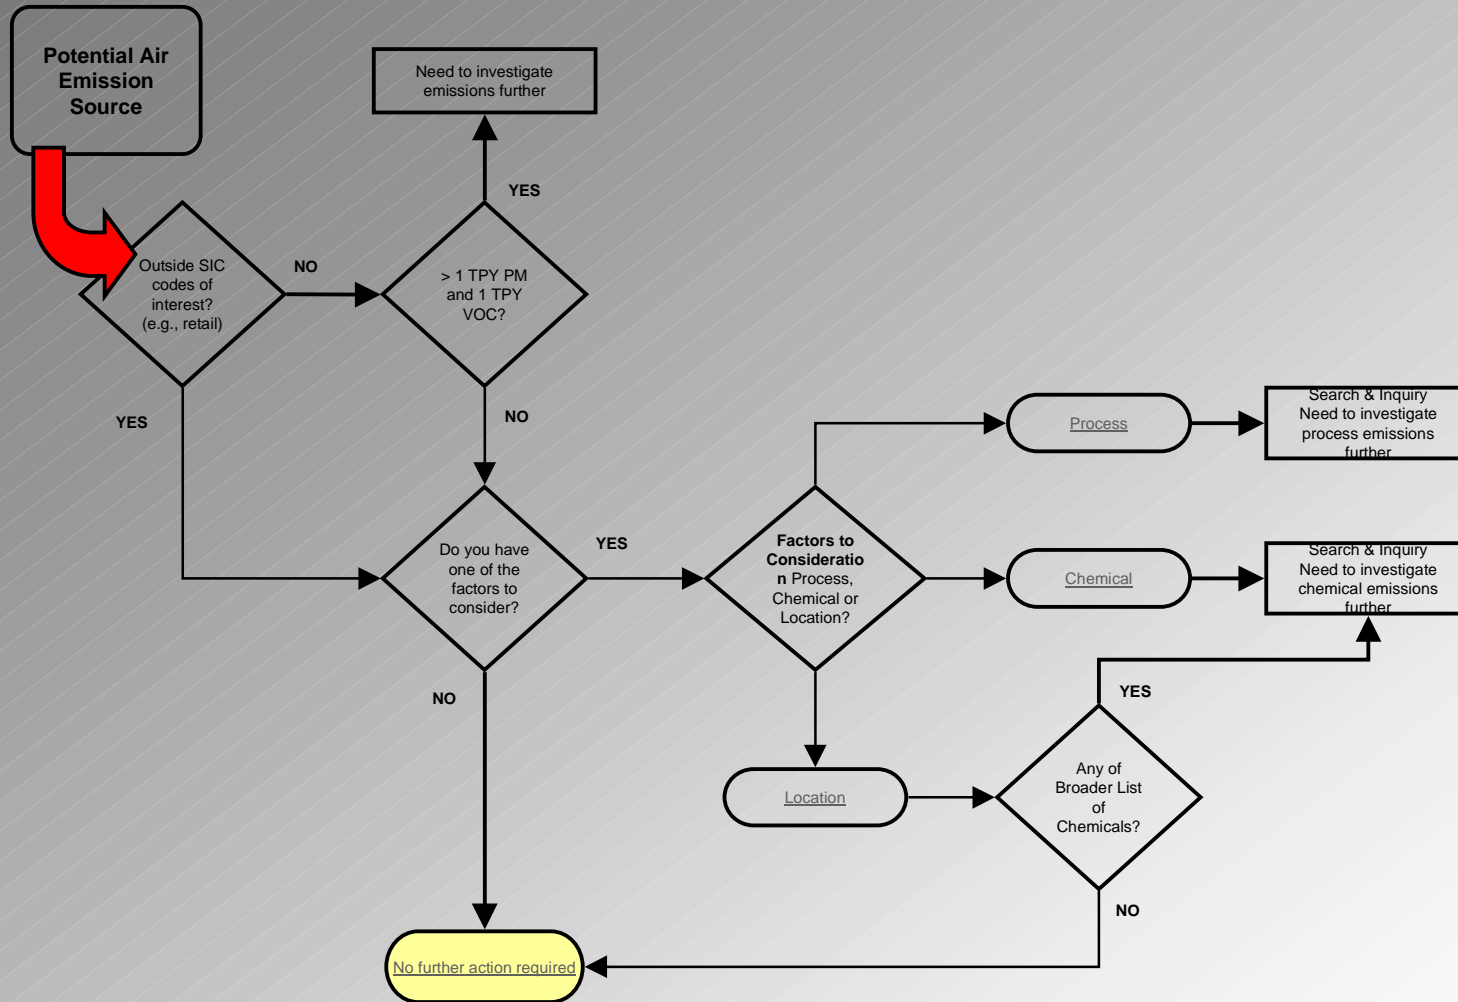 Potential Air
Emission
Source
Need to investigate
emissions further
YES
Outside SIC
codes of
interest?
(e.g., retail)
NO
> 1 TPY PM
and 1 TPY
VOC?
YES
NO
Do you have
one of the
factors to
consider?
YES
Factors to
Consideratio
n Process,
Chemical or
Location?
Process
Search & Inquiry
Need to investigate
process emissions
further
Chemical
Search & Inquiry
Need to investigate
chemical emissions
further
NO
YES
Location
Any of
Broader List
of
Chemicals?
NO
No further action required